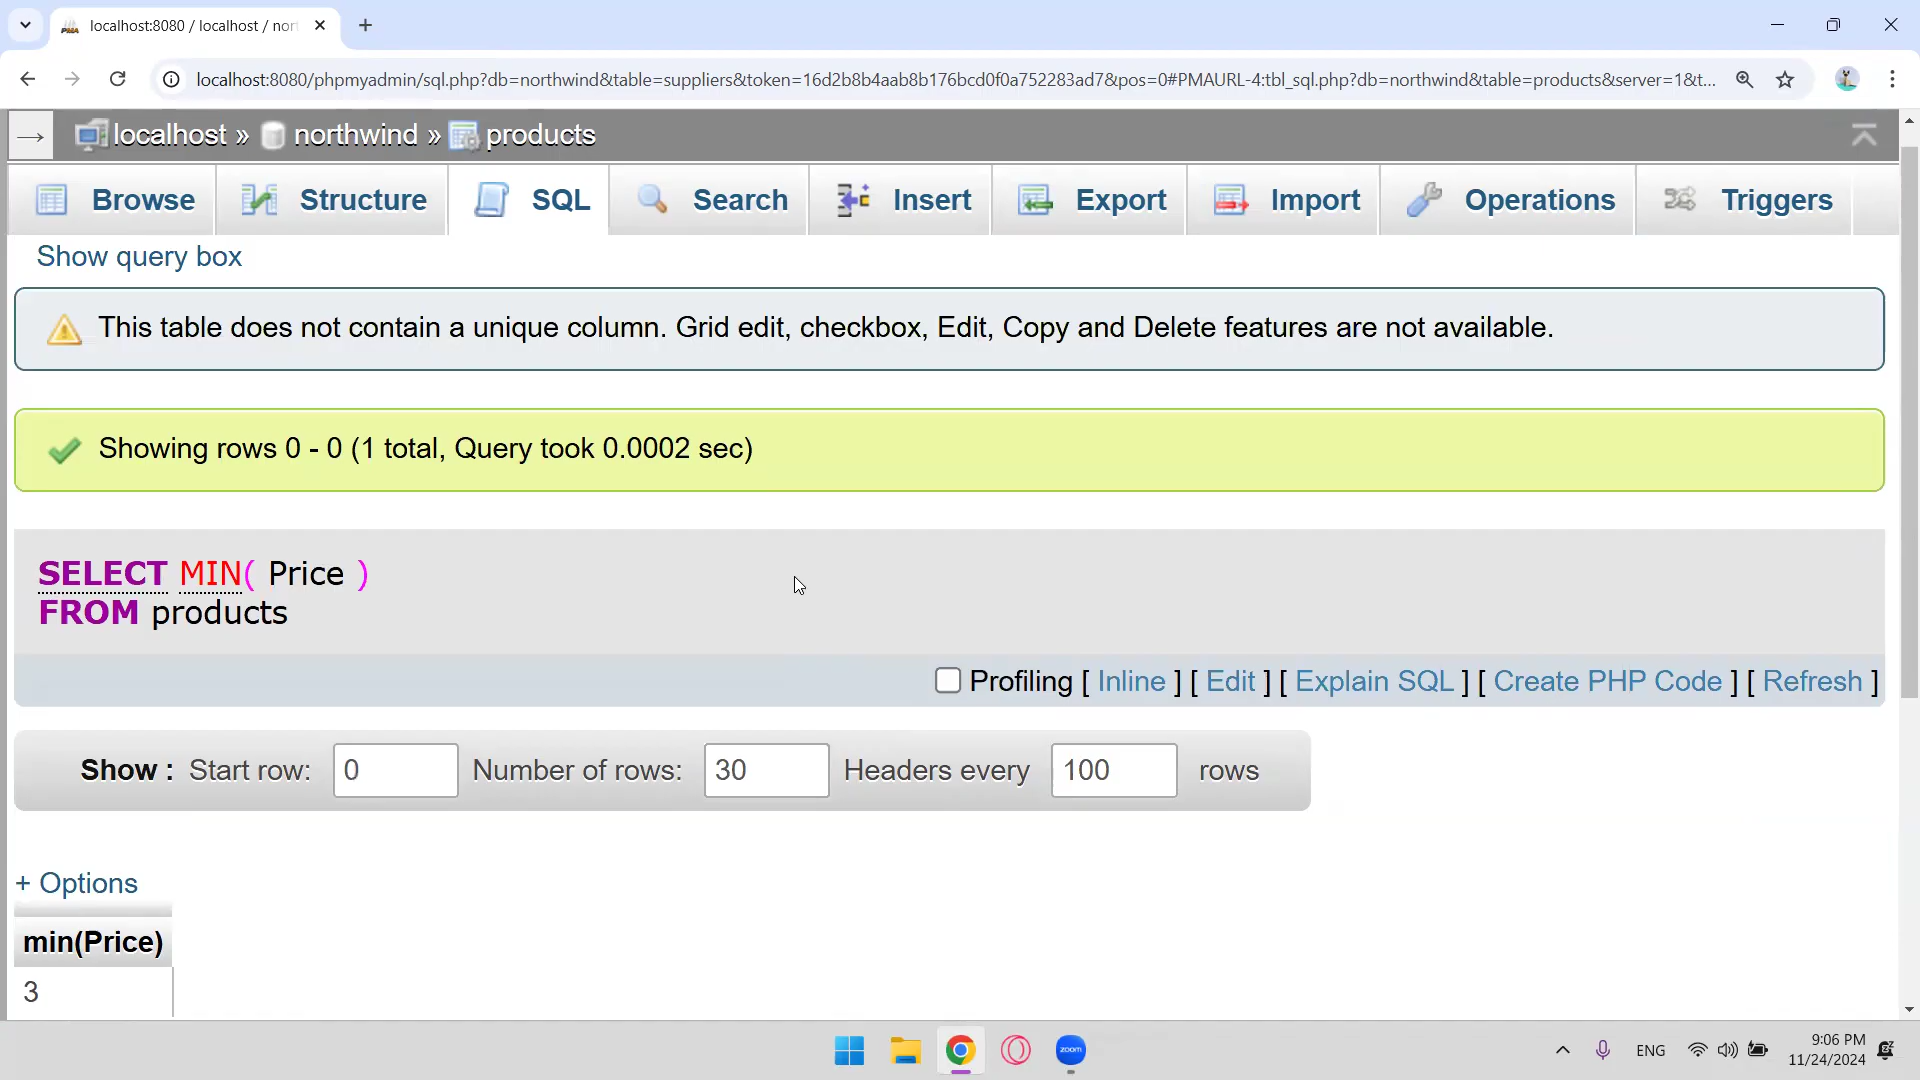 localhost:8080 / localhost / nor
localhost:8080/phpmyadmin/sql.php?db=northwind&table=suppliers&token=16d2b8b4aab8b176bcd0f0a752283ad7&pos=0#PMAURL-4:tbl_sql.php?db=northwind&table=products&server=1&t...
localhost » northwind » products
Browse Structure SQL Search Insert Export Import Operations Triggers
Show query box
This table does not contain a unique column. Grid edit, checkbox, Edit, Copy and Delete features are not available.
Showing rows 0 - 0 (1 total, Query took 0.0002 sec)
SELECT MIN( Price )
FROM products
Profiling [ Inline ] [ Edit ] [ Explain SQL ] [ Create PHP Code ] [ Refresh ]
Show : Start row: 0 Number of rows: 30 Headers every 100 rows
+ Options
min(Price)
3
zoom
ENG
9:06 PM
11/24/2024